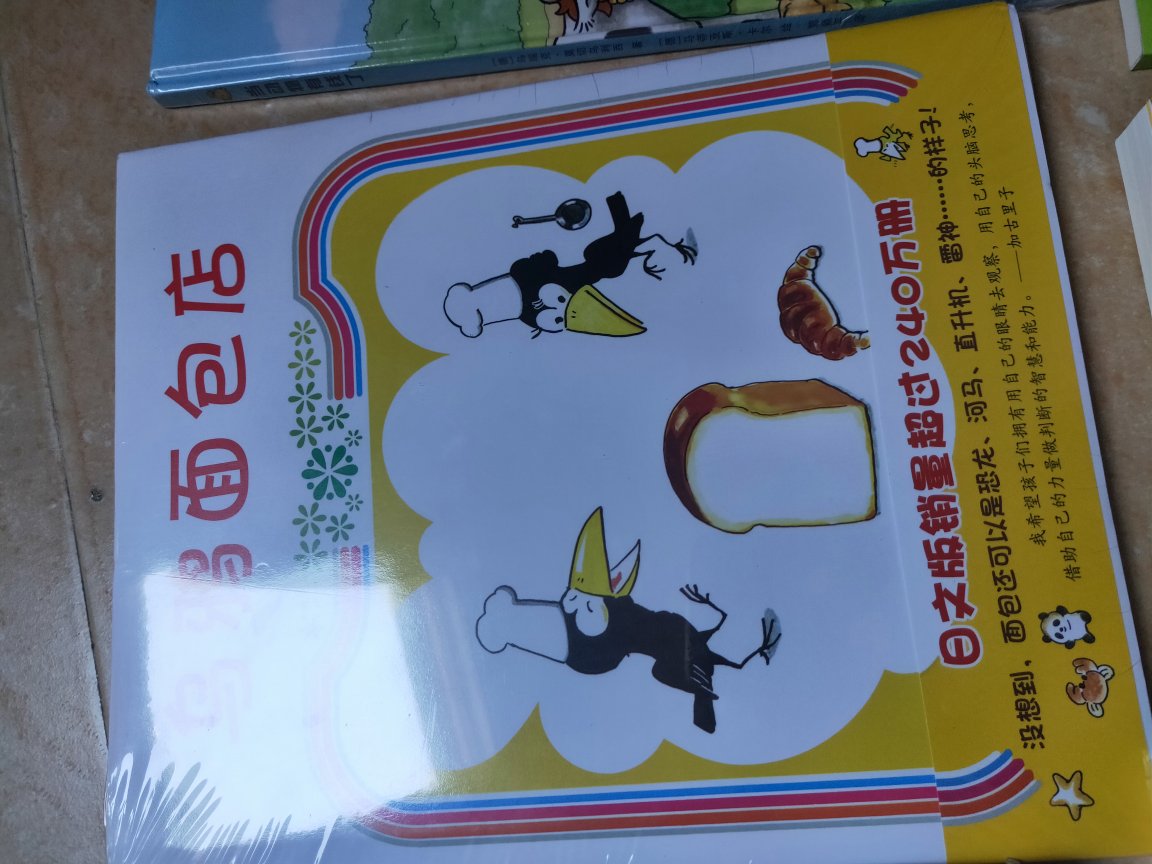 乌鸦面包店
日文版销量超过240万册
没想到，面包还可以是恐龙、河马、直升机、雷神……的样子！
我希望孩子们拥有用自己的眼睛去观察，用自己的头脑思考，
借助自己的力量做判断的智慧和能力。——加古里子